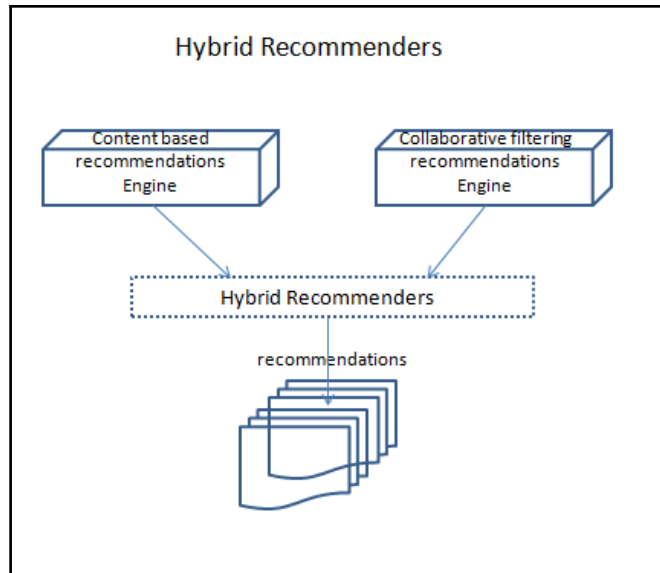 Hybrid Recommenders
Content based
recommendations
Engine
Collaborative filtering
recommendations
Engine
Hybrid Recommenders
recommendations